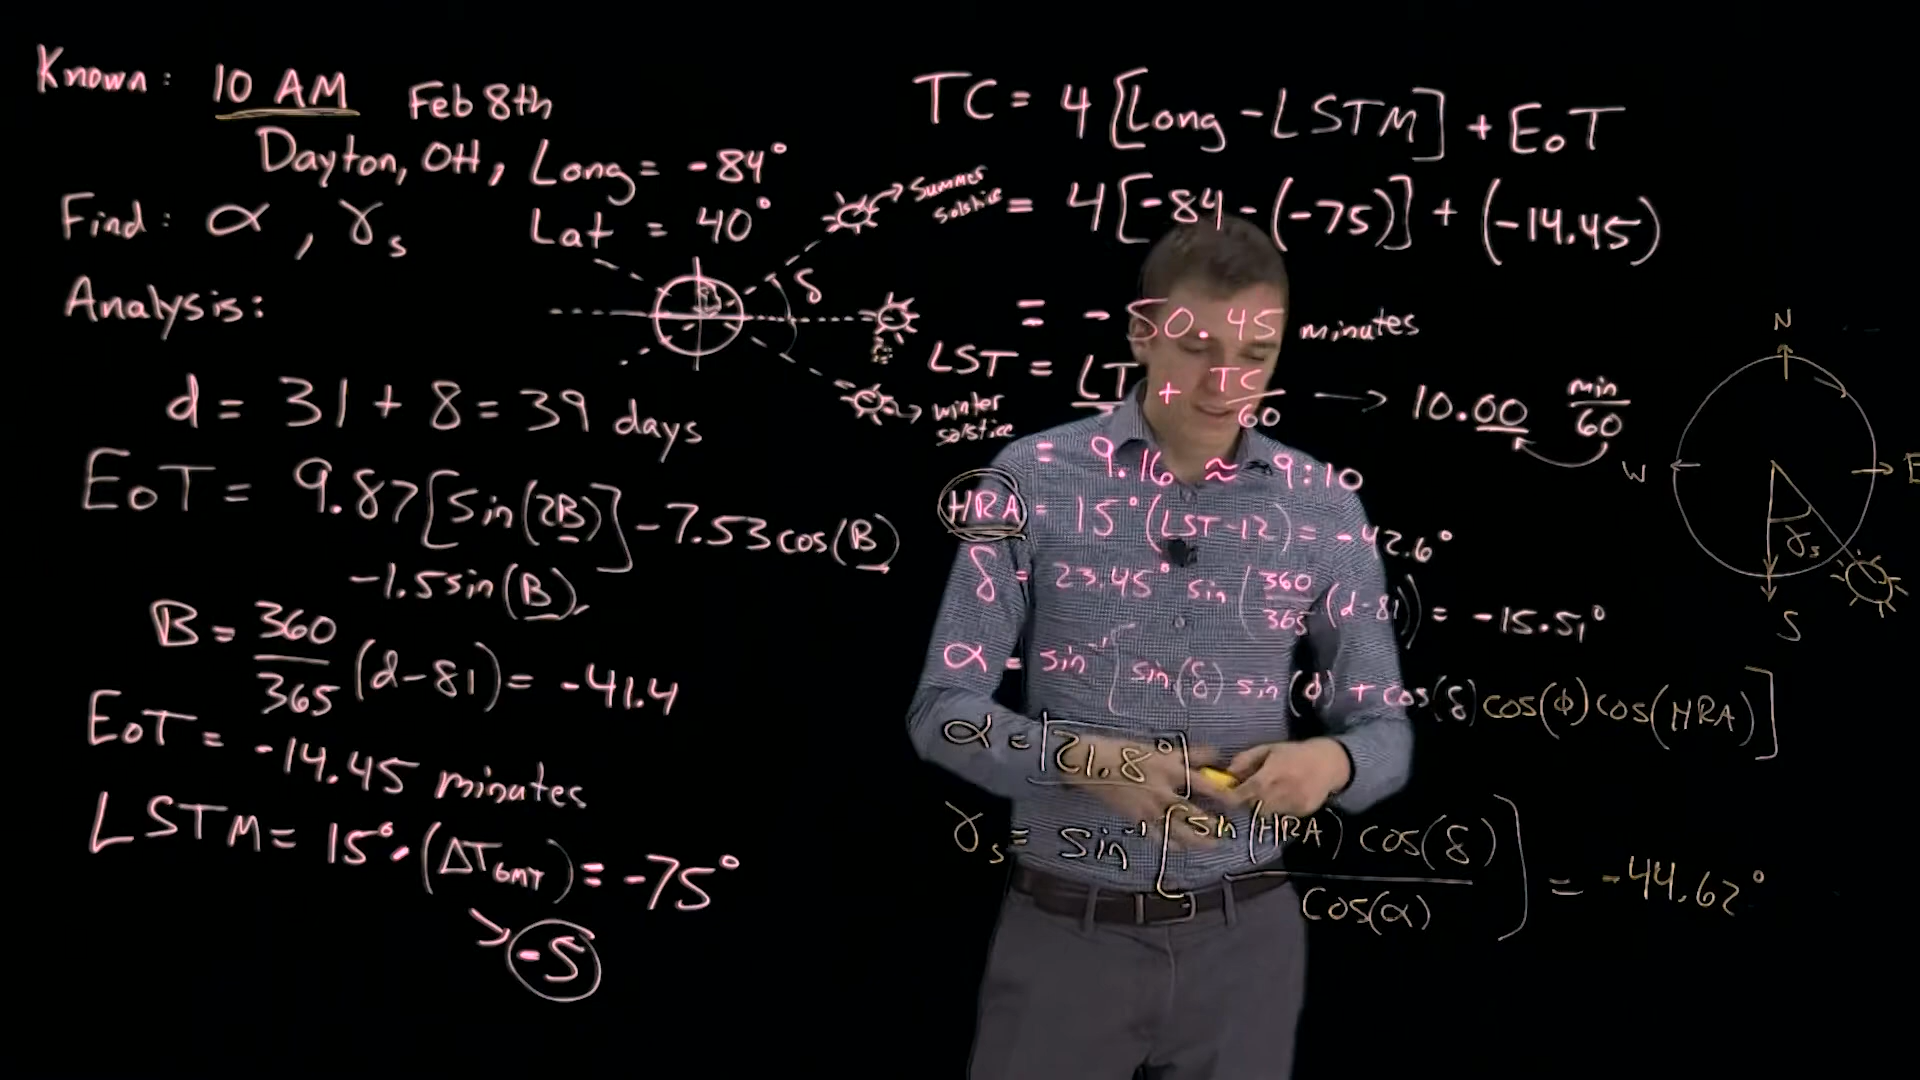 Known: 10 AM Feb 8th
Dayton, OH, Long = -84°
Lat = 40°
Find: α, γs
Analysis:
Summer solstice
δ
winter solstice
d = 31 + 8 = 39 days
EoT = 9.87[Sin(2B)] - 7.53 cos(B)
-1.5 sin(B)
B = 360/365 (d-81) = -41.4
EoT = -14.45 minutes
LSTM = 15° · (ΔT_GMT) = -75°
-5
TC = 4[Long - LSTM] + EoT
= 4[-84 - (-75)] + (-14.45)
= -50.45 minutes
LST = LT + TC/60 → 10.00 min/60
= 9.16 ≈ 9:10
HRA = 15° (LST - 12) = -42.6°
δ = 23.45° sin(360/365 (d-81)) = -15.51°
α = sin⁻¹[sin(δ) sin(ϕ) + cos(δ) cos(ϕ) cos(HRA)]
α = 21.8°
γs = sin⁻¹[sin(HRA) cos(δ) / cos(α)] = -44.62°
N
W
E
γs
S